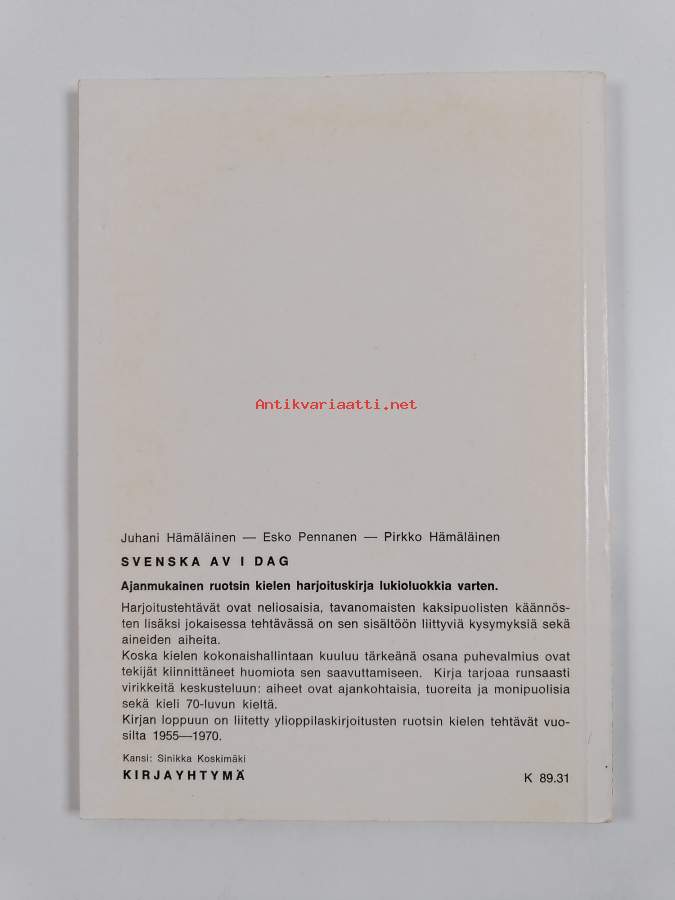 Antikvariaatti.net
Juhani Hämäläinen — Esko Pennanen — Pirkko Hämäläinen
SVENSKA AV I DAG
Ajanmukainen ruotsin kielen harjoituskirja lukioluokkia varten.
Harjoitustehtävät ovat neliosaisia, tavanomaisten kaksipuolisten käännös-
ten lisäksi jokaisessa tehtävässä on sen sisältöön liittyviä kysymyksiä sekä
aineiden aiheita.
Koska kielen kokonaishallintaan kuuluu tärkeänä osana puhevalmius ovat
tekijät kiinnittäneet huomiota sen saavuttamiseen. Kirja tarjoaa runsaasti
virikkeitä keskusteluun: aiheet ovat ajankohtaisia, tuoreita ja monipuolisia
sekä kieli 70-luvun kieltä.
Kirjan loppuun on liitetty ylioppilaskirjoitusten ruotsin kielen tehtävät vuo-
silta 1955—1970.
Kansi: Sinikka Koskimäki
KIRJAYHTYMÄ K 89.31